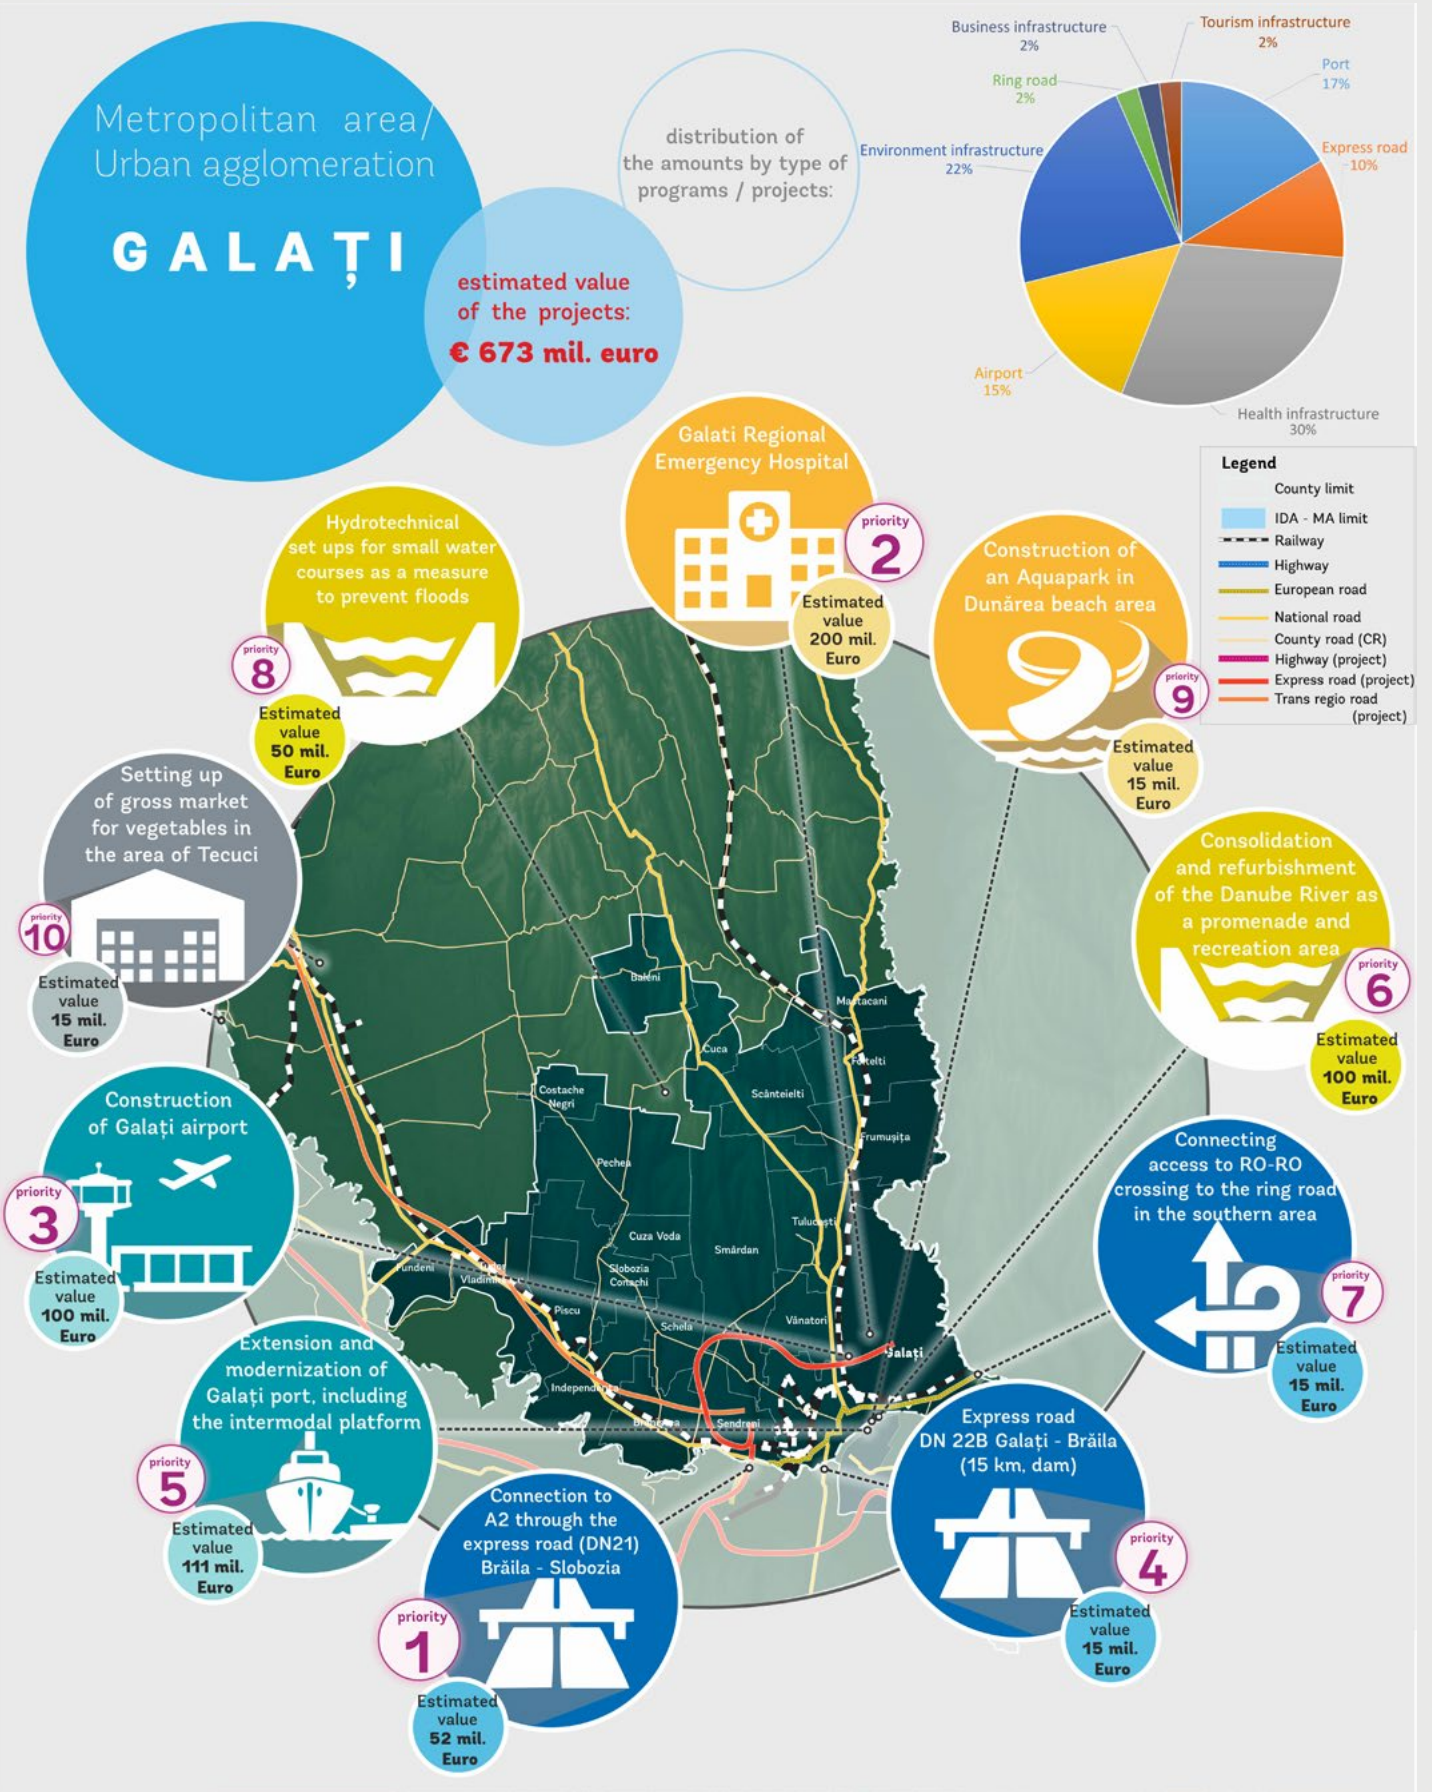 Metropolitan area/
Urban agglomeration
GALAȚI
estimated value
of the projects:
€ 673 mil. euro
distribution of
the amounts by type of
programs / projects:
Business infrastructure
2%
Tourism infrastructure
2%
Ring road
2%
Port
17%
Environment infrastructure
22%
Express road
10%
Airport
15%
Health infrastructure
30%
Legend
County limit
IDA - MA limit
Railway
Highway
European road
National road
County road (CR)
Highway (project)
Express road (project)
Trans regio road
(project)
Galati Regional
Emergency Hospital
priority
2
Estimated
value
200 mil.
Euro
Hydrotechnical
set ups for small water
courses as a measure
to prevent floods
priority
8
Estimated
value
50 mil.
Euro
Construction of
an Aquapark in
Dunărea beach area
priority
9
Estimated
value
15 mil.
Euro
Setting up
of gross market
for vegetables in
the area of Tecuci
priority
10
Estimated
value
15 mil.
Euro
Consolidation
and refurbishment
of the Danube River as
a promenade and
recreation area
priority
6
Estimated
value
100 mil.
Euro
Construction
of Galați airport
priority
3
Estimated
value
100 mil.
Euro
Connecting
access to RO-RO
crossing to the ring road
in the southern area
priority
7
Estimated
value
15 mil.
Euro
Extension and
modernization of
Galați port, including
the intermodal platform
priority
5
Estimated
value
111 mil.
Euro
Connection to
A2 through the
express road (DN21)
Brăila - Slobozia
priority
1
Estimated
value
52 mil.
Euro
Express road
DN 22B Galați - Brăila
(15 km, dam)
priority
4
Estimated
value
15 mil.
Euro
Băleni
Mastacani
Cuca
Foltelti
Costache
Negri
Scânteielti
Frumușița
Pechea
Tulucești
Cuza Voda
Smârdan
Slobozia
Conachi
Fundeni
Tudor
Vladimirescu
Piscu
Schela
Vânatori
Galați
Independența
Sendreni